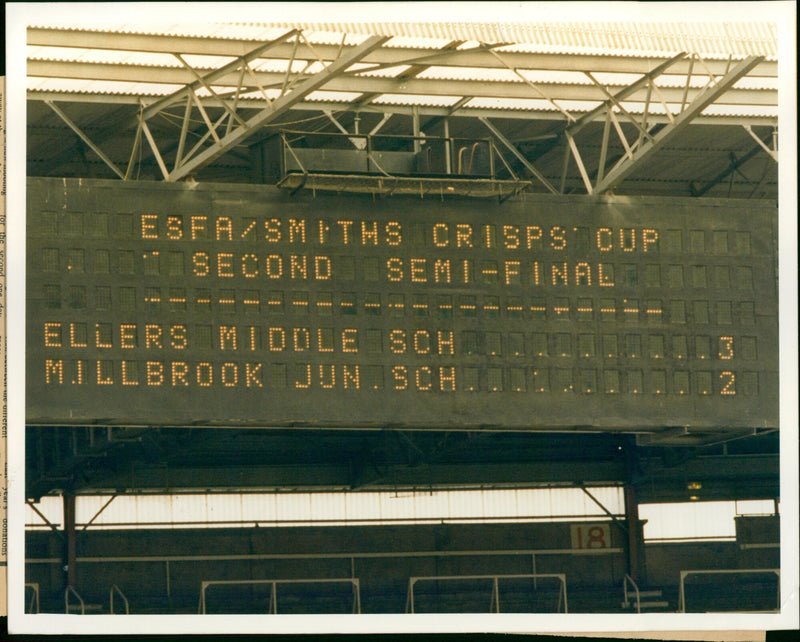 ESFA/SMITHS CRISPS CUP
SECOND SEMI-FINAL
----------------------
ELLERS MIDDLE SCH..........3
MILLBROOK JUN.SCH..........2
18